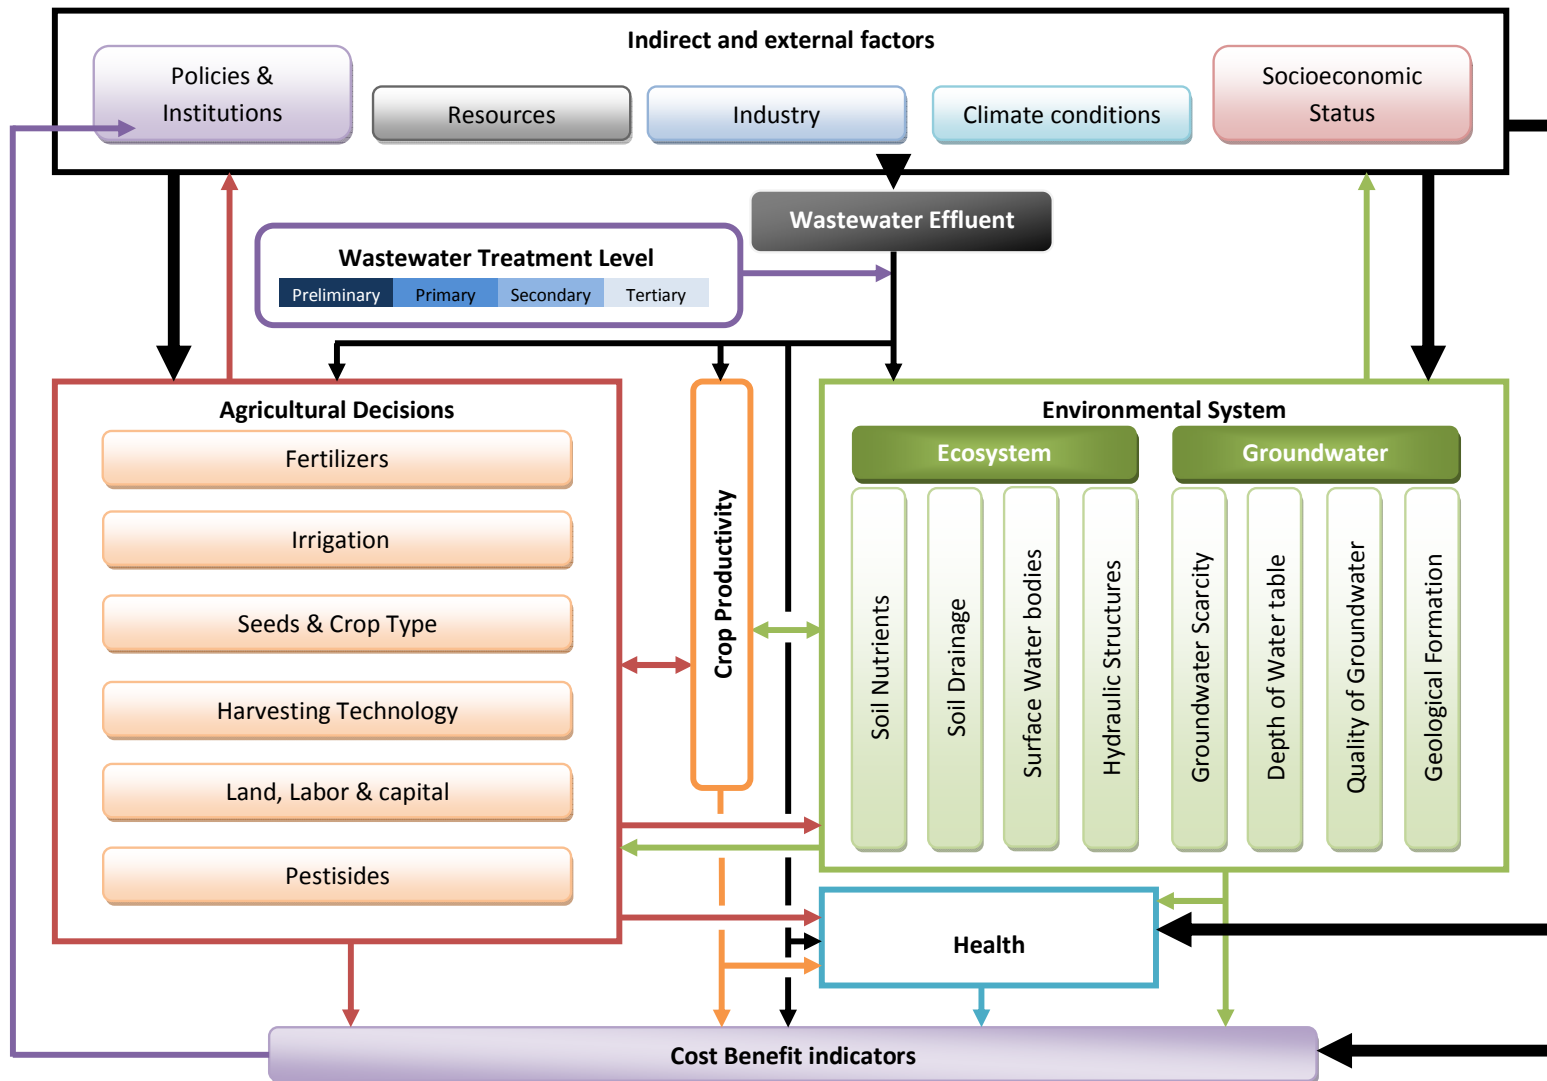 Indirect and external factors
Policies &
Institutions
Resources
Industry
Climate conditions
Socioeconomic
Status
Wastewater Effluent
Wastewater Treatment Level
Preliminary
Primary
Secondary
Tertiary
Agricultural Decisions
Fertilizers
Irrigation
Seeds & Crop Type
Harvesting Technology
Land, Labor & capital
Pestisides
Crop Productivity
Environmental System
Ecosystem
Groundwater
Soil Nutrients
Soil Drainage
Surface Water bodies
Hydraulic Structures
Groundwater Scarcity
Depth of Water table
Quality of Groundwater
Geological Formation
Health
Cost Benefit indicators